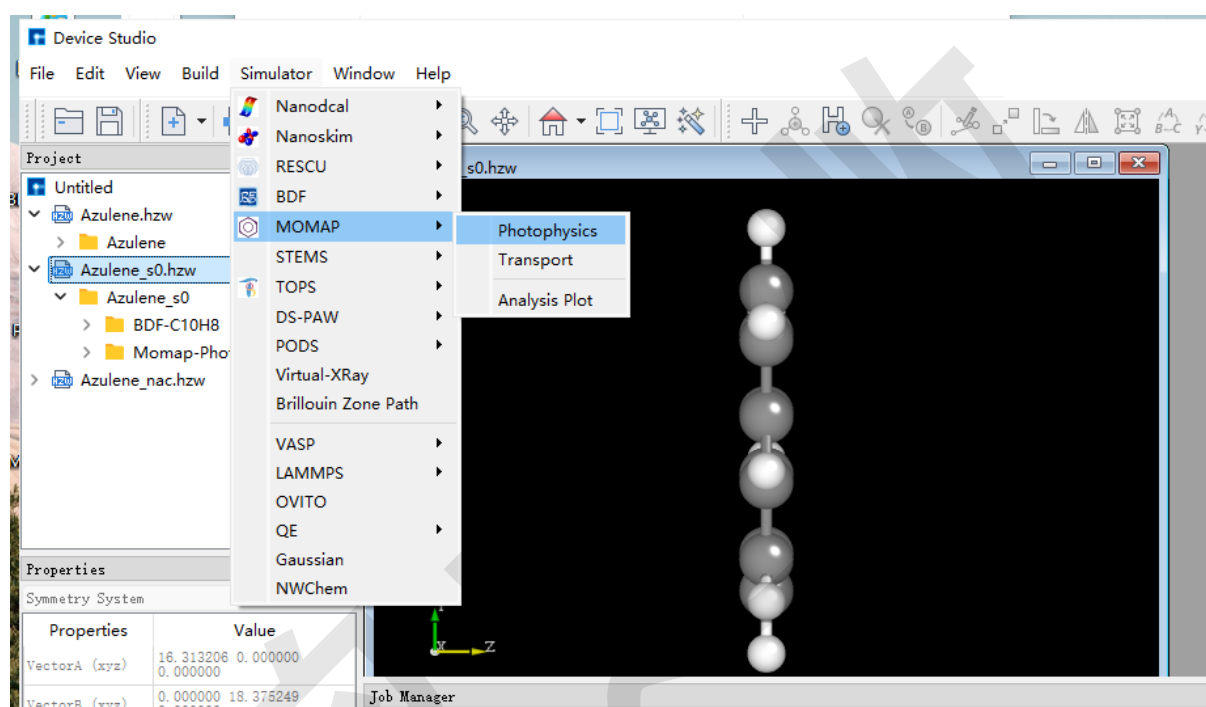 Device Studio
File Edit View Build Simulator Window Help
Project
Untitled
Azulene.hzw
Azulene
Azulene_s0.hzw
Azulene_s0
BDF-C10H8
Momap-Pho
Azulene_nac.hzw
Nanodcal
Nanoskim
RESCU
BDF
MOMAP
STEMS
TOPS
DS-PAW
PODS
Virtual-XRay
Brillouin Zone Path
VASP
LAMMPS
OVITO
QE
Gaussian
NWChem
Photophysics
Transport
Analysis Plot
_s0.hzw
Properties
Symmetry System
Properties Value
VectorA (xyz) 16.313206 0.000000
0.000000
VectorB (xyz) 0.000000 18.375249
X Z
Job Manager